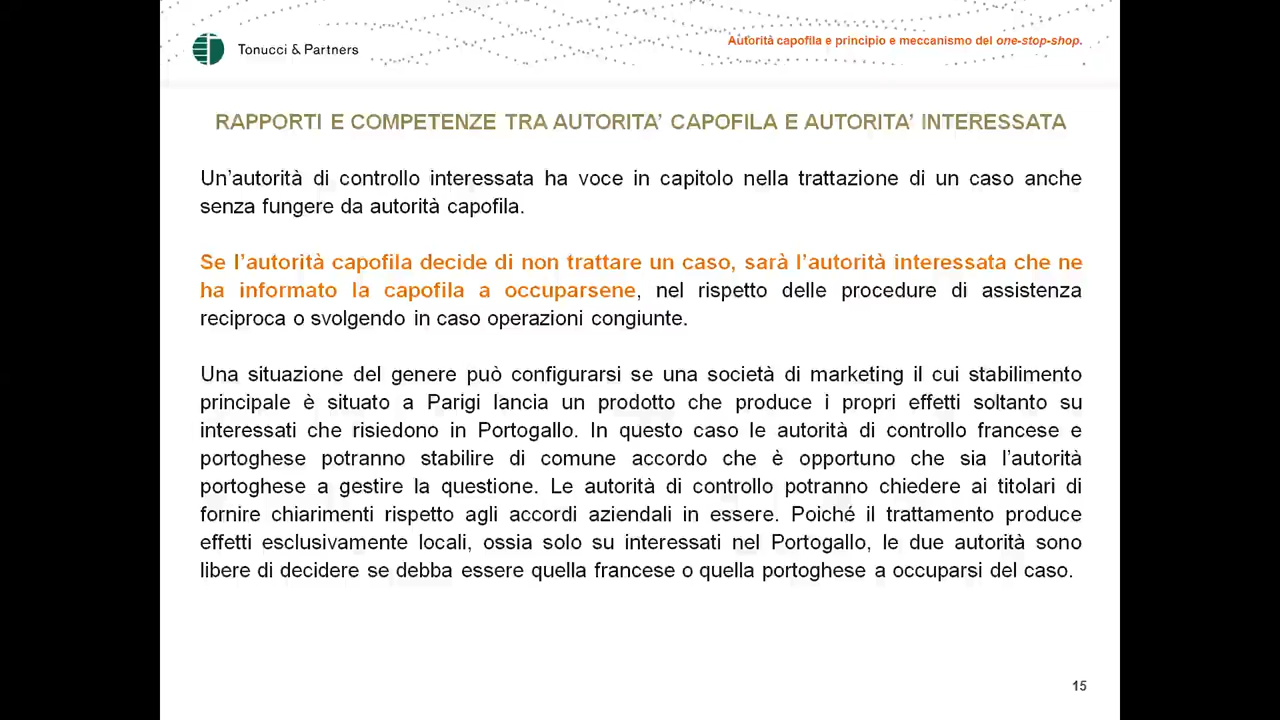 Tonucci & Partners
Autorità capofila e principio e meccanismo del one-stop-shop.
RAPPORTI E COMPETENZE TRA AUTORITA’ CAPOFILA E AUTORITA’ INTERESSATA
Un’autorità di controllo interessata ha voce in capitolo nella trattazione di un caso anche
senza fungere da autorità capofila.
Se l’autorità capofila decide di non trattare un caso, sarà l’autorità interessata che ne
ha informato la capofila a occuparsene, nel rispetto delle procedure di assistenza
reciproca o svolgendo in caso operazioni congiunte.
Una situazione del genere può configurarsi se una società di marketing il cui stabilimento
principale è situato a Parigi lancia un prodotto che produce i propri effetti soltanto su
interessati che risiedono in Portogallo. In questo caso le autorità di controllo francese e
portoghese potranno stabilire di comune accordo che è opportuno che sia l’autorità
portoghese a gestire la questione. Le autorità di controllo potranno chiedere ai titolari di
fornire chiarimenti rispetto agli accordi aziendali in essere. Poiché il trattamento produce
effetti esclusivamente locali, ossia solo su interessati nel Portogallo, le due autorità sono
libere di decidere se debba essere quella francese o quella portoghese a occuparsi del caso.
15